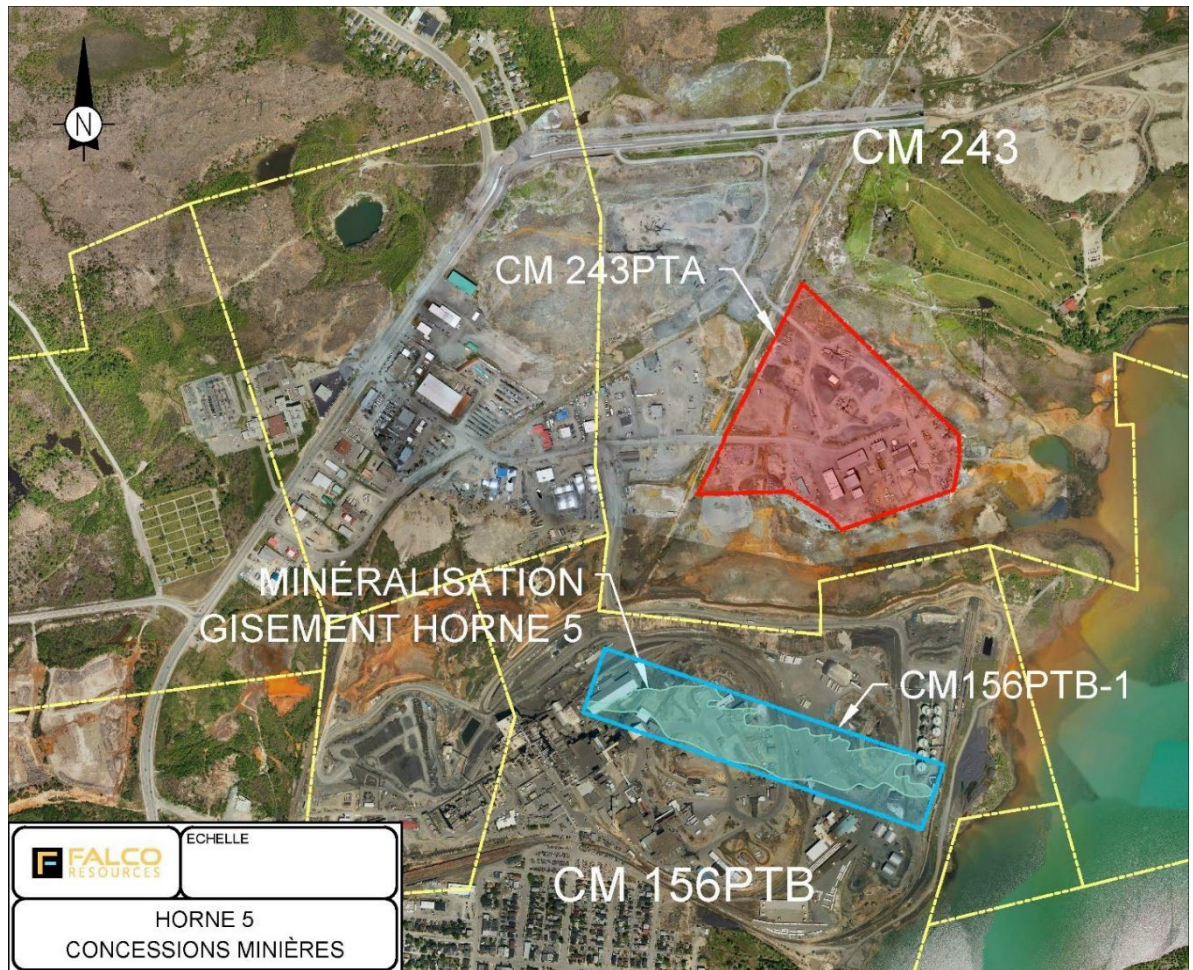 N
CM 243
CM 243PTA
MINÉRALISATION
GISEMENT HORNE 5
CM156PTB-1
CM 156PTB
FALCO
RESOURCES
ECHELLE
HORNE 5
CONCESSIONS MINIÈRES